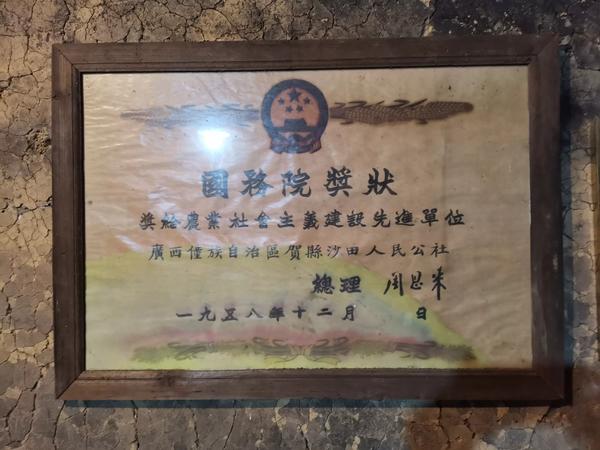 國務院獎狀
獎給農業社會主義建設先進單位
廣西僮族自治區賀縣沙田人民公社
總理 周恩来
一九五八年十二月 日